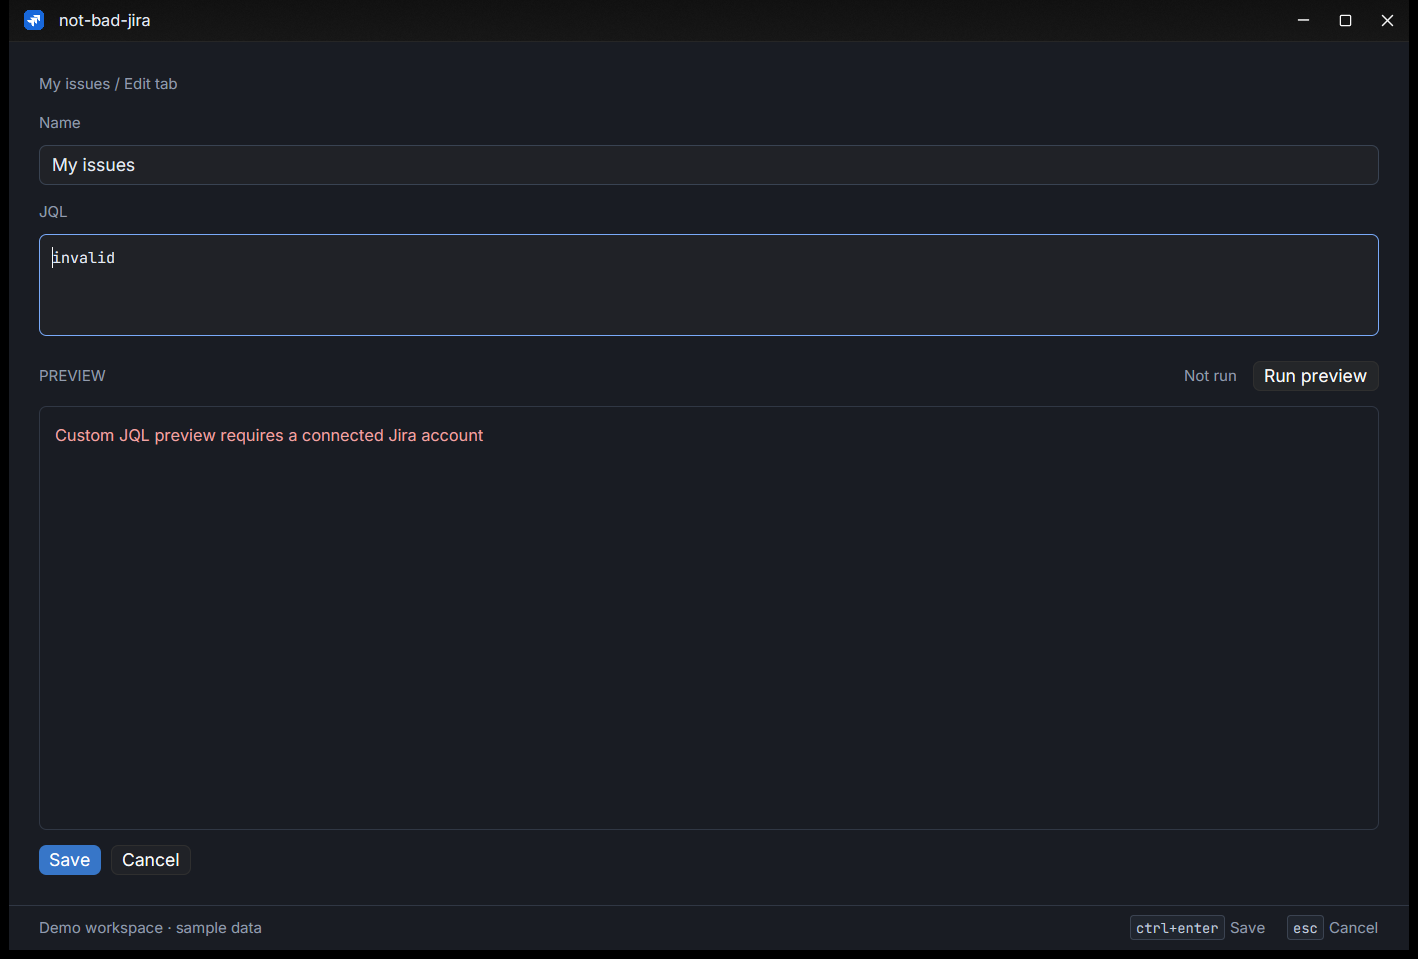 not-bad-jira
My issues / Edit tab
Name
My issues
JQL
invalid
PREVIEW
Not run
Run preview
Custom JQL preview requires a connected Jira account
Save
Cancel
Demo workspace · sample data
ctrl+enter Save
esc Cancel